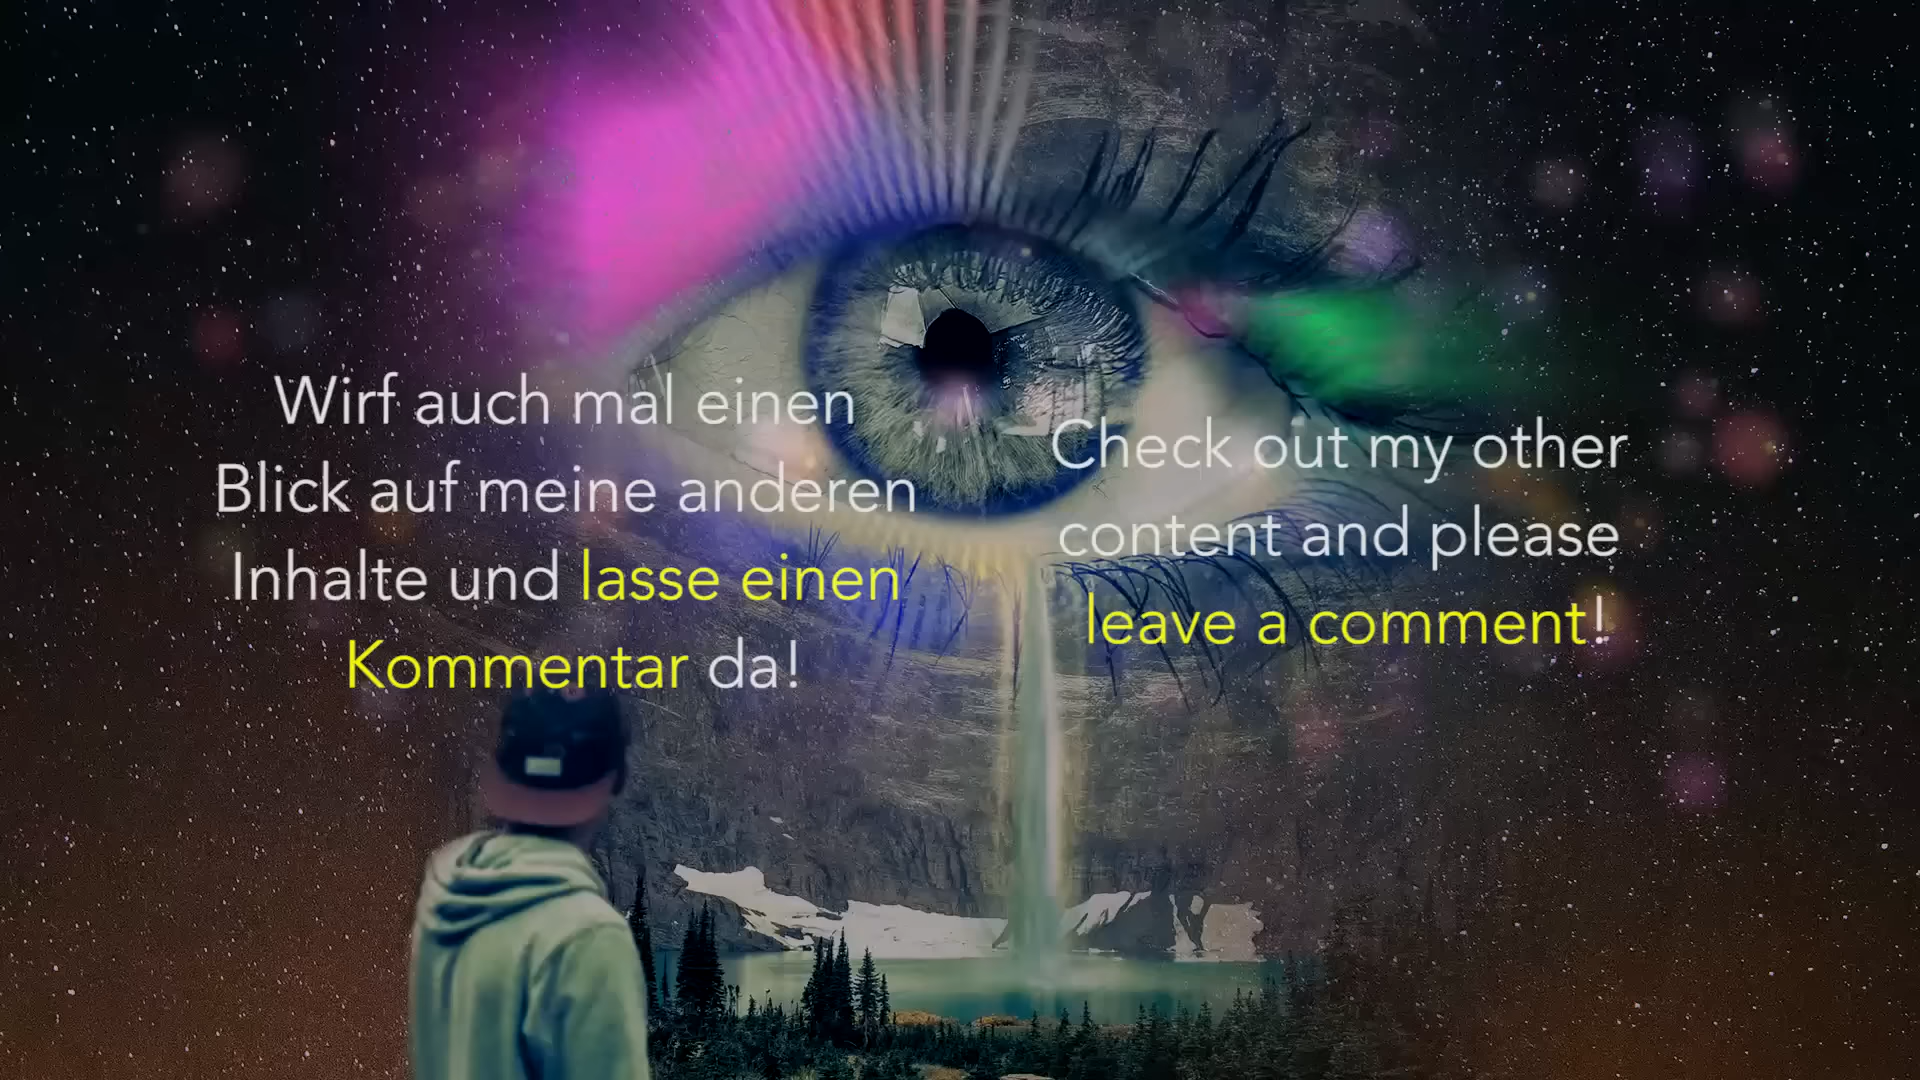 Wirf auch mal einen
Blick auf meine anderen
Inhalte und lasse einen
Kommentar da!
Check out my other
content and please
leave a comment!